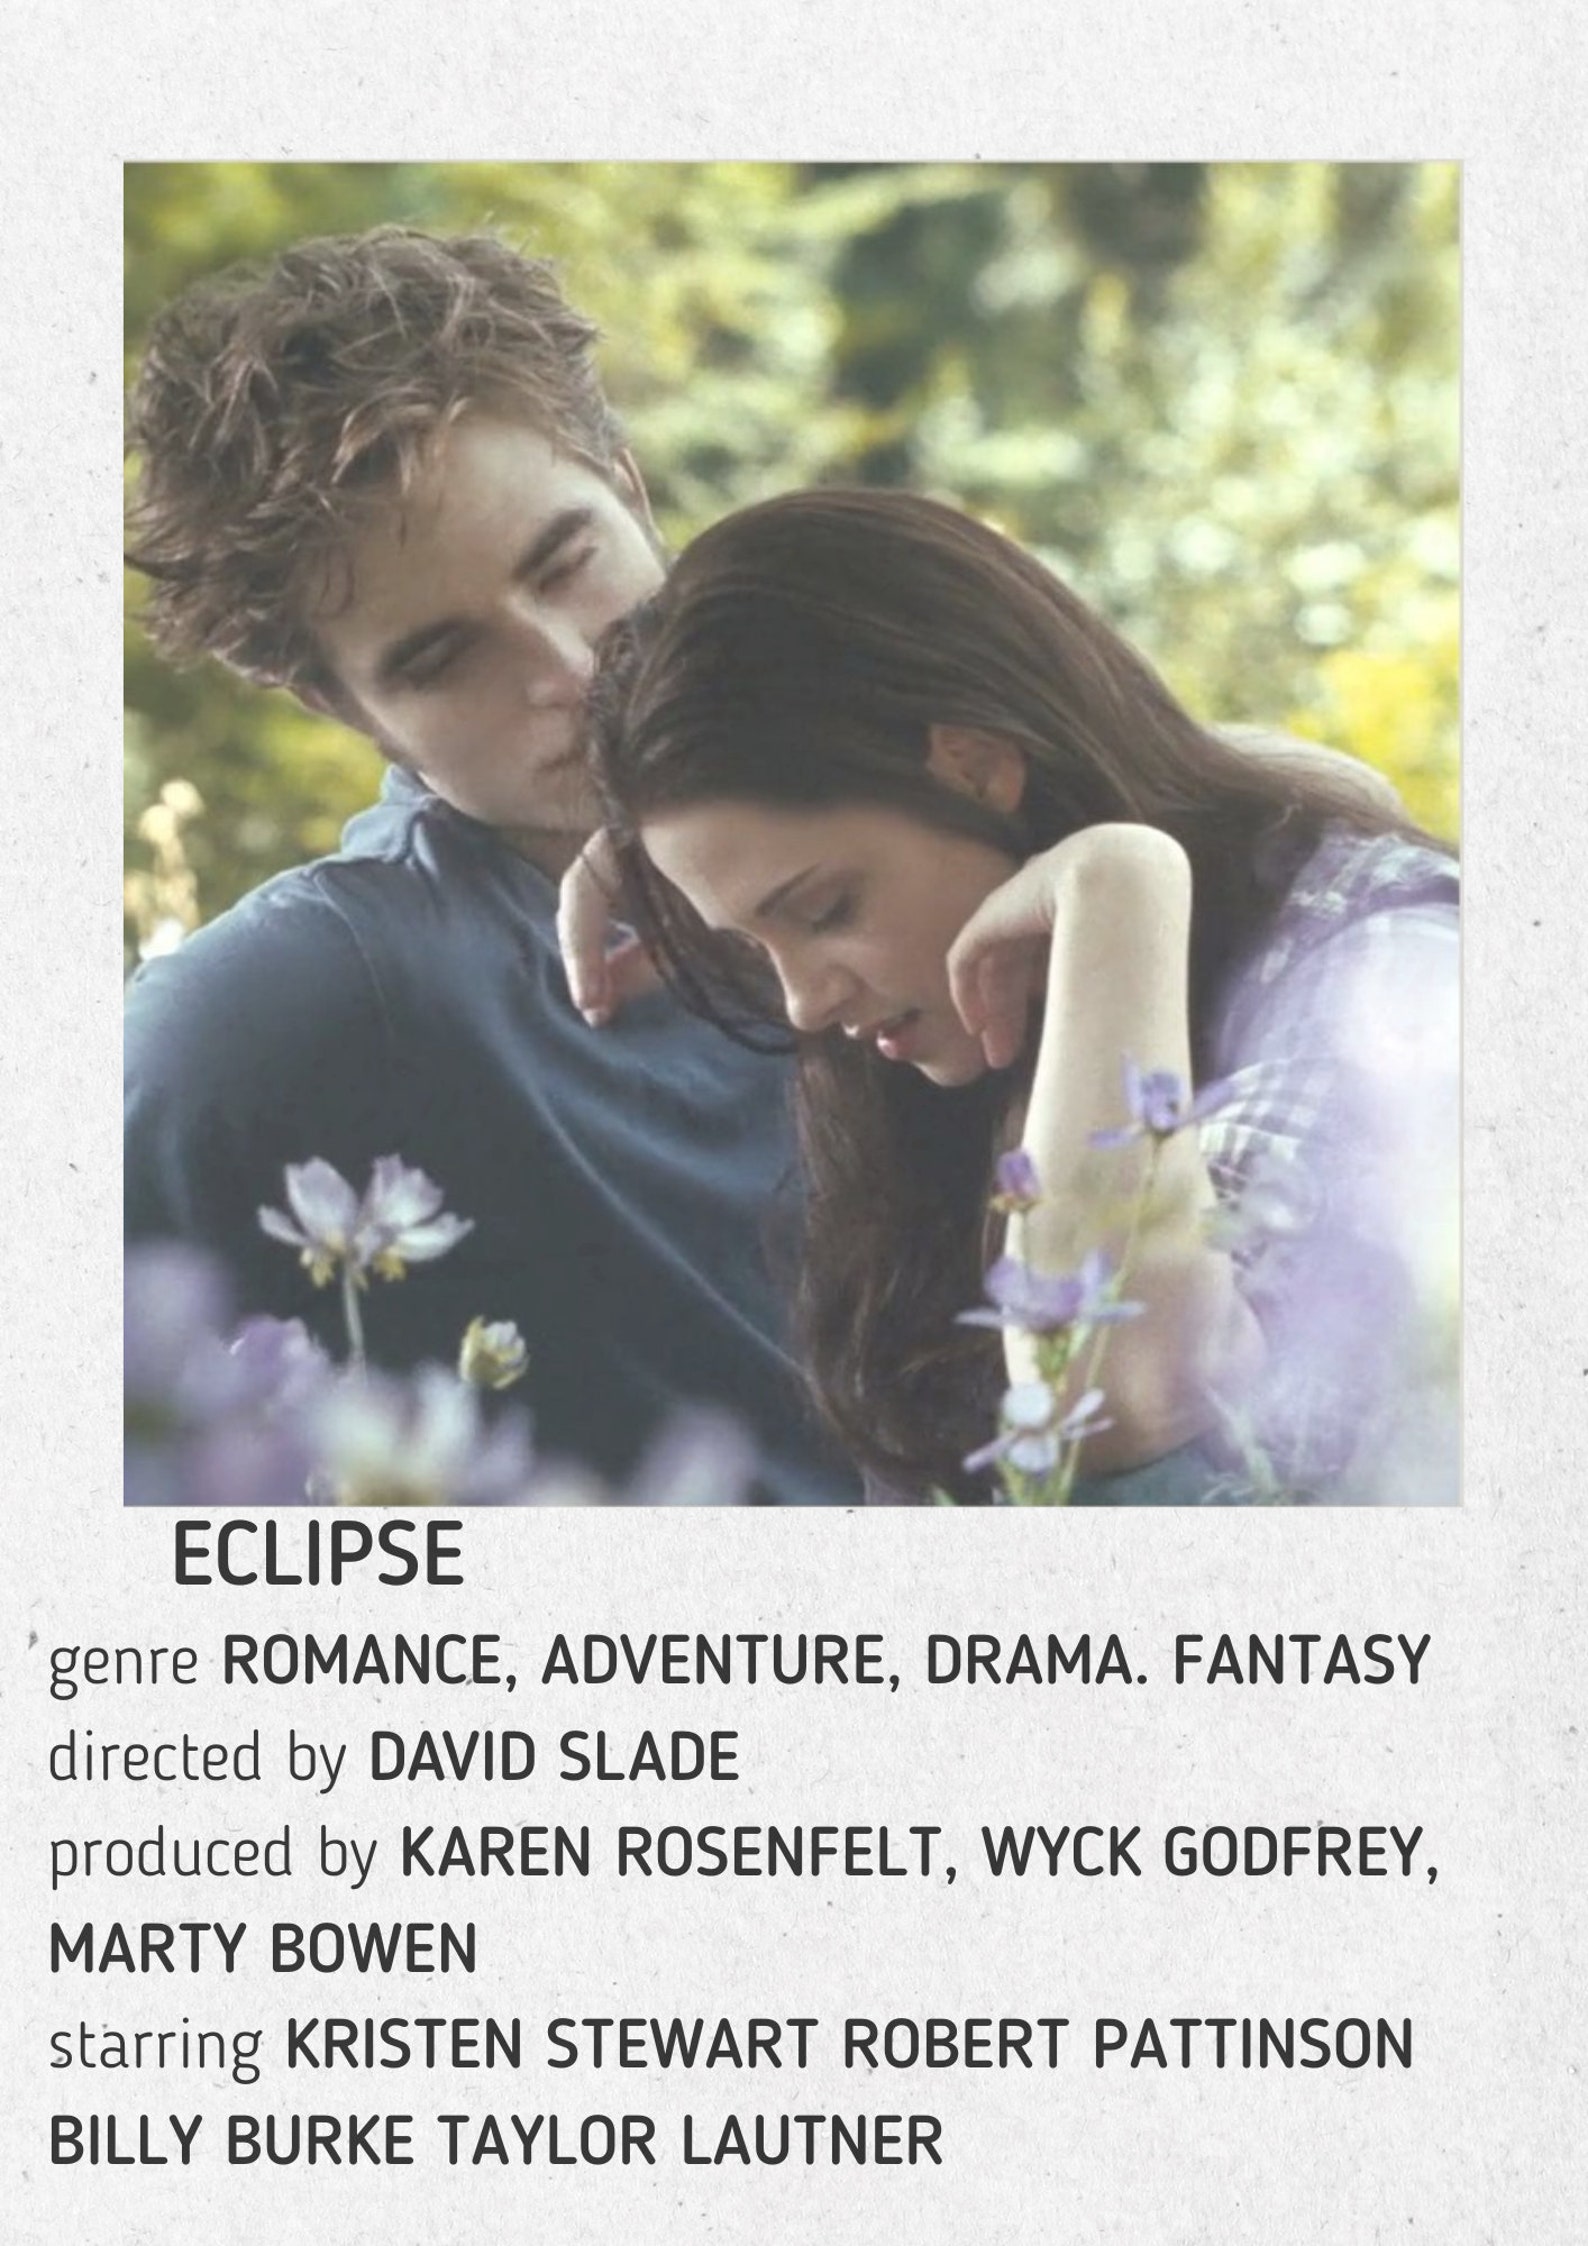 ECLIPSE
genre ROMANCE, ADVENTURE, DRAMA. FANTASY
directed by DAVID SLADE
produced by KAREN ROSENFELT, WYCK GODFREY,
MARTY BOWEN
starring KRISTEN STEWART ROBERT PATTINSON
BILLY BURKE TAYLOR LAUTNER